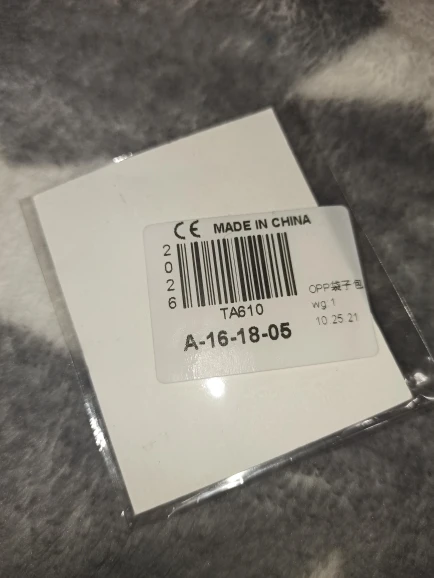 CE MADE IN CHINA
2026
TA610
A-16-18-05
OPP袋子包
wg 1
10 25 21